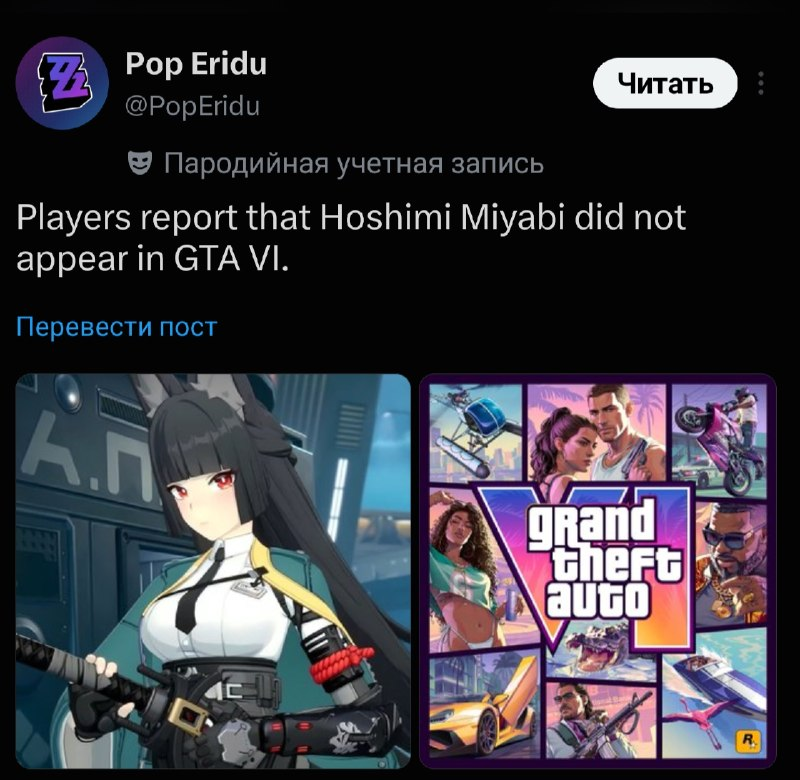 Pop Eridu
@PopEridu
Читать
Пародийная учетная запись
Players report that Hoshimi Miyabi did not
appear in GTA VI.
Перевести пост
VI
grand
theft
auto
R